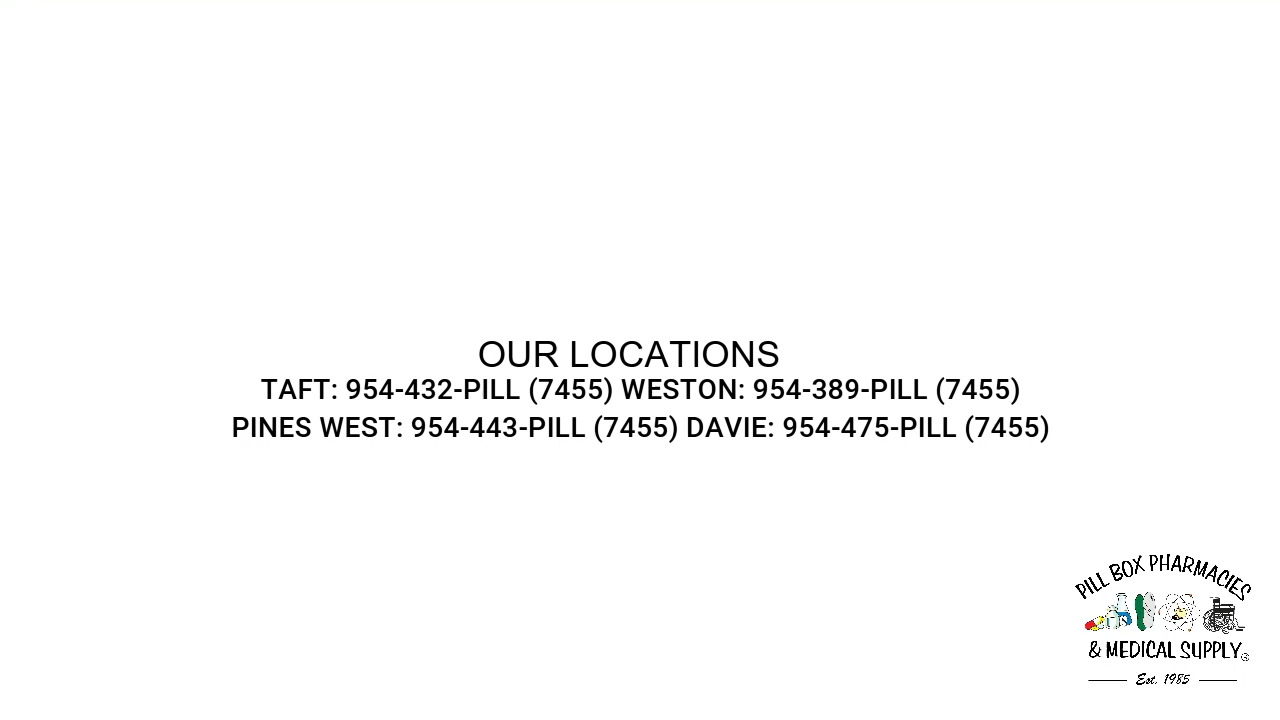 OUR LOCATIONS
TAFT: 954-432-PILL (7455) WESTON: 954-389-PILL (7455)
PINES WEST: 954-443-PILL (7455) DAVIE: 954-475-PILL (7455)
PILL BOX PHARMACIES
& MEDICAL SUPPLY
Est. 1985